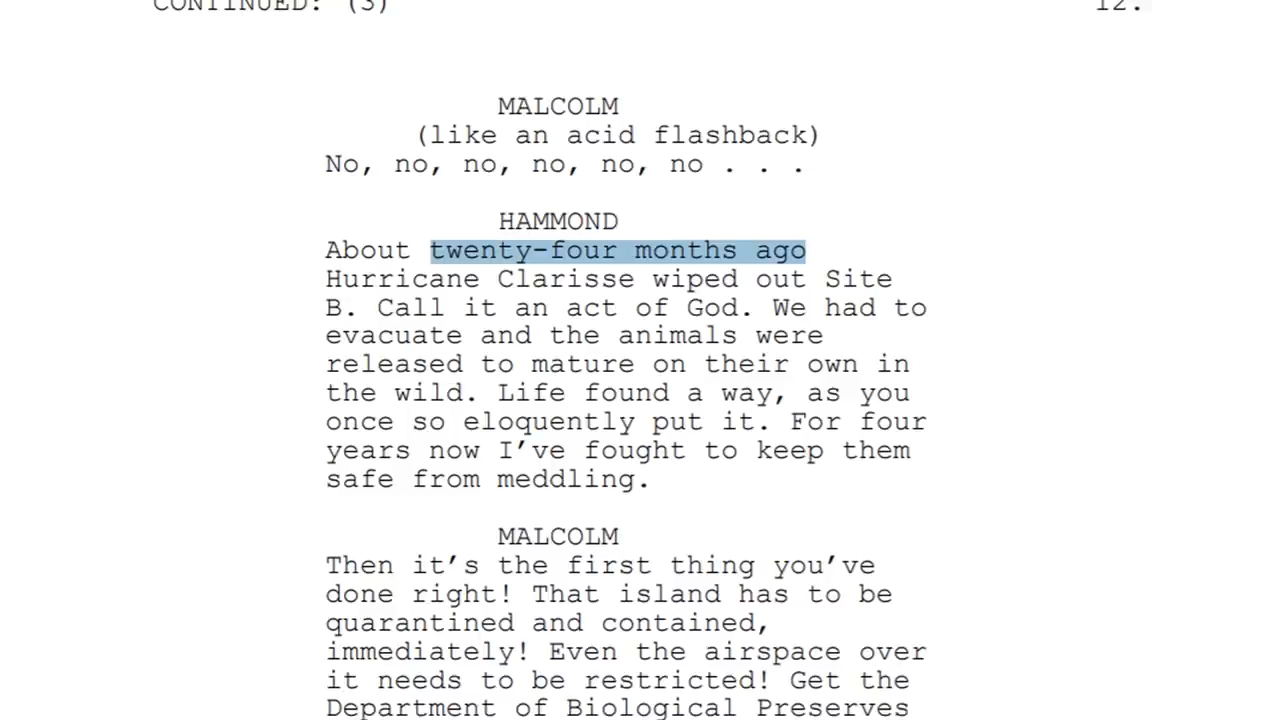 CONTINUED: (3) 12.
MALCOLM
(like an acid flashback)
No, no, no, no, no, no . . .
HAMMOND
About twenty-four months ago
Hurricane Clarisse wiped out Site
B. Call it an act of God. We had to
evacuate and the animals were
released to mature on their own in
the wild. Life found a way, as you
once so eloquently put it. For four
years now I’ve fought to keep them
safe from meddling.
MALCOLM
Then it’s the first thing you’ve
done right! That island has to be
quarantined and contained,
immediately! Even the airspace over
it needs to be restricted! Get the
Department of Biological Preserves